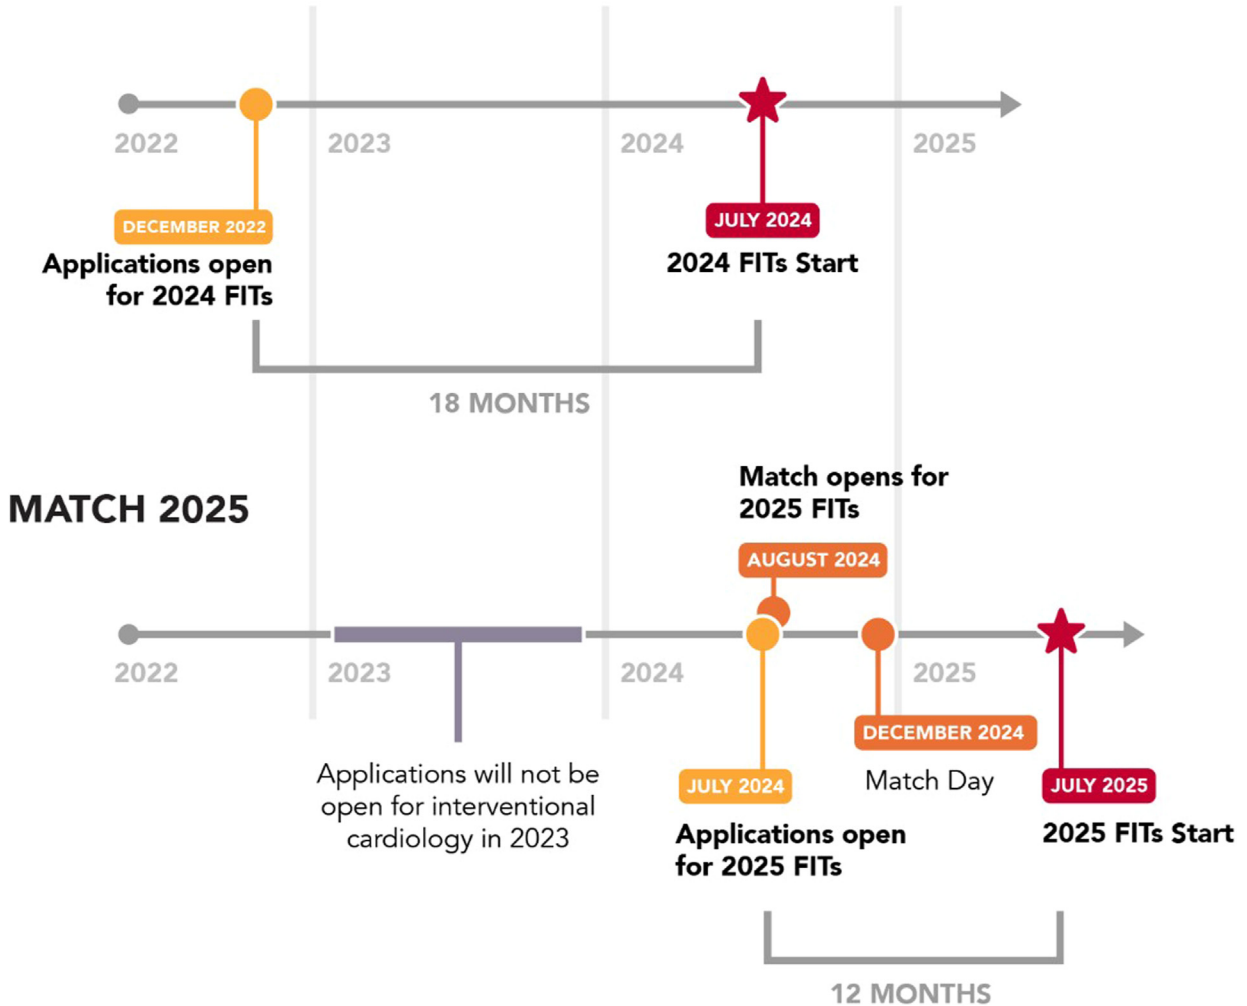 2022
2023
2024
2025
DECEMBER 2022
Applications open
for 2024 FITs
JULY 2024
2024 FITs Start
18 MONTHS
MATCH 2025
Match opens for
2025 FITs
AUGUST 2024
2022
2023
2024
2025
Applications will not be
open for interventional
cardiology in 2023
JULY 2024
Applications open
for 2025 FITs
DECEMBER 2024
Match Day
JULY 2025
2025 FITs Start
12 MONTHS